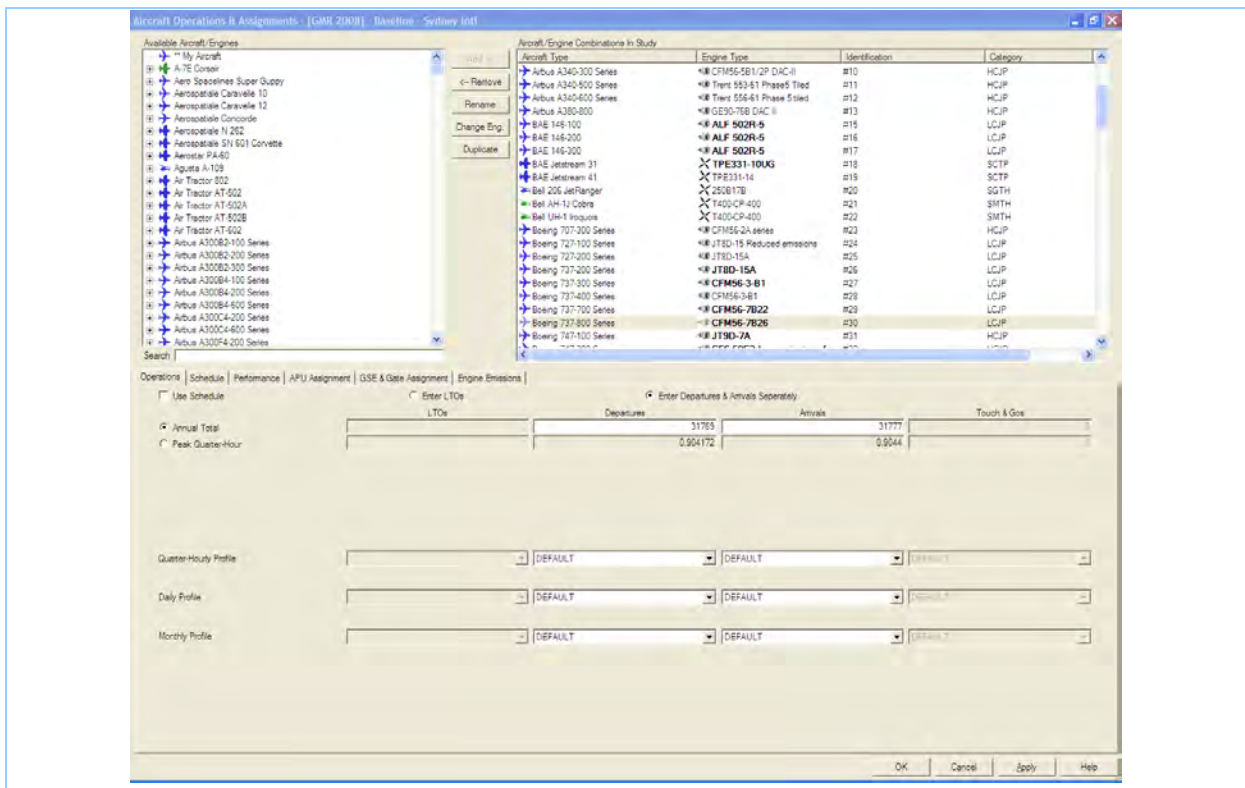 Aircraft Operations & Assignments - [GMR 2008] - Baseline - Sydney Intl
Available Aircraft/Engines
** My Aircraft
A-7E Corsair
Aero Spacelines Super Guppy
Aerospatiale Caravelle 10
Aerospatiale Caravelle 12
Aerospatiale Concorde
Aerospatiale N 262
Aerospatiale SN 601 Corvette
Aerostar PA-60
Agusta A-109
Air Tractor 802
Air Tractor AT-502
Air Tractor AT-502A
Air Tractor AT-502B
Air Tractor AT-602
Airbus A300B2-100 Series
Airbus A300B2-200 Series
Airbus A300B2-300 Series
Airbus A300B4-100 Series
Airbus A300B4-200 Series
Airbus A300B4-600 Series
Airbus A300C4-200 Series
Airbus A300C4-600 Series
Airbus A300F4-200 Series
Search
<- Remove
Rename
Change Eng.
Duplicate
Aircraft/Engine Combinations In Study
Aircraft Type Engine Type Identification Category
Airbus A340-300 Series CFM56-5B1/2P DAC-II #10 HCJP
Airbus A340-500 Series Trent 553-61 Phase5 Tiled #11 HCJP
Airbus A340-600 Series Trent 556-61 Phase 5 tiled #12 HCJP
Airbus A380-800 GE90-76B DAC II #13 HCJP
BAE 146-100 ALF 502R-5 #15 LCJP
BAE 146-200 ALF 502R-5 #16 LCJP
BAE 146-300 ALF 502R-5 #17 LCJP
BAE Jetstream 31 TPE331-10UG #18 SCTP
BAE Jetstream 41 TPE331-14 #19 SCTP
Bell 206 JetRanger 250B17B #20 SGTH
Bell AH-1J Cobra T400-CP-400 #21 SMTH
Bell UH-1 Iroquois T400-CP-400 #22 SMTH
Boeing 707-300 Series CFM56-2A series #23 HCJP
Boeing 727-100 Series JT8D-15 Reduced emissions #24 LCJP
Boeing 727-200 Series JT8D-15A #25 LCJP
Boeing 737-200 Series JT8D-15A #26 LCJP
Boeing 737-300 Series CFM56-3-B1 #27 LCJP
Boeing 737-400 Series CFM56-3-B1 #28 LCJP
Boeing 737-700 Series CFM56-7B22 #29 LCJP
Boeing 737-800 Series CFM56-7B26 #30 LCJP
Boeing 747-100 Series JT9D-7A #31 HCJP
Operations Schedule Performance APU Assignment GSE & Gate Assignment Engine Emissions
Use Schedule Enter LTOs Enter Departures & Arrivals Seperately
LTOs Departures Arrivals Touch & Gos
Annual Total 31765 31777
Peak Quarter-Hour 0.904172 0.9044
Quarter-Hourly Profile DEFAULT DEFAULT DEFAULT
Daily Profile DEFAULT DEFAULT DEFAULT
Monthly Profile DEFAULT DEFAULT DEFAULT
OK Cancel Apply Help